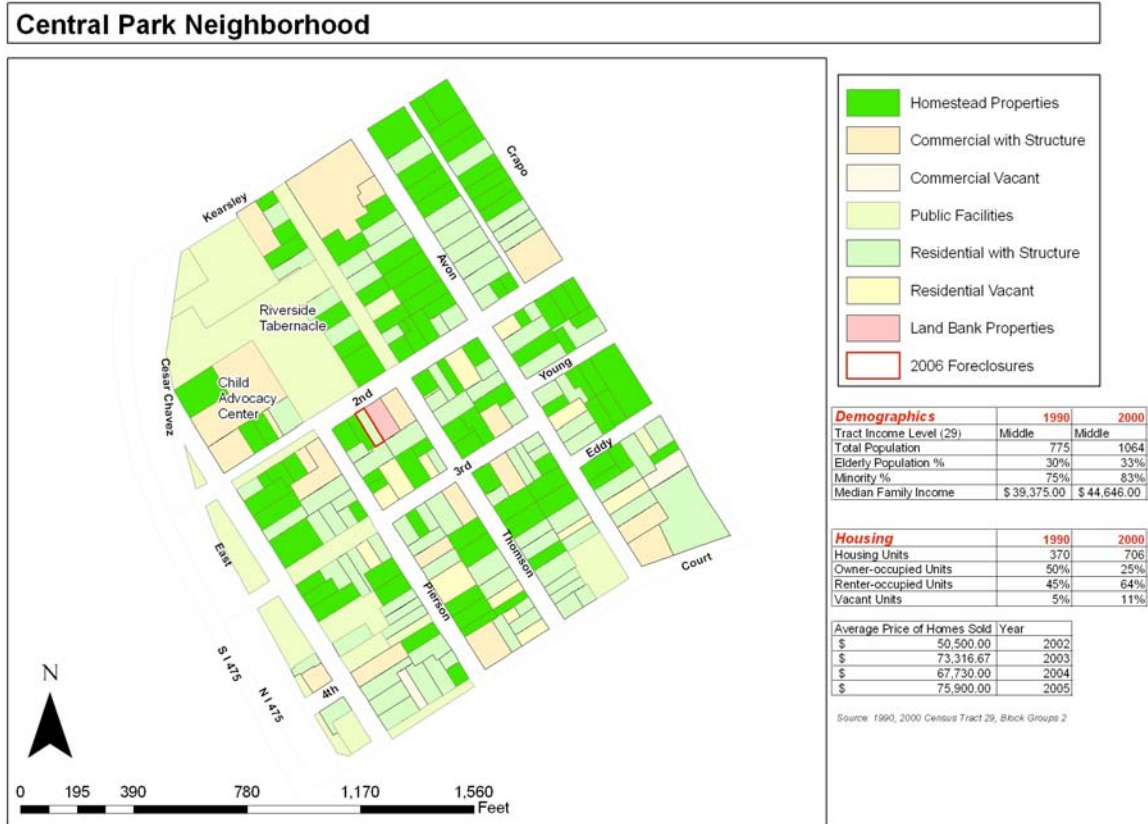 Central Park Neighborhood
Kearsley
Crapo
Avon
Riverside
Tabernacle
Cesar Chavez
Child
Advocacy
Center
2nd
Young
3rd
Eddy
East
Thomson
Court
Pierson
S I 475
N I 475
4th
N
0 195 390 780 1,170 1,560
Feet
Homestead Properties
Commercial with Structure
Commercial Vacant
Public Facilities
Residential with Structure
Residential Vacant
Land Bank Properties
2006 Foreclosures
Demographics 1990 2000
Tract Income Level (29) Middle Middle
Total Population 775 1064
Elderly Population % 30% 33%
Minority % 75% 83%
Median Family Income $ 39,375.00 $ 44,646.00
Housing 1990 2000
Housing Units 370 706
Owner-occupied Units 50% 25%
Renter-occupied Units 45% 64%
Vacant Units 5% 11%
Average Price of Homes Sold Year
$ 50,500.00 2002
$ 73,316.67 2003
$ 67,730.00 2004
$ 75,900.00 2005
Source: 1990, 2000 Census Tract 29, Block Groups 2